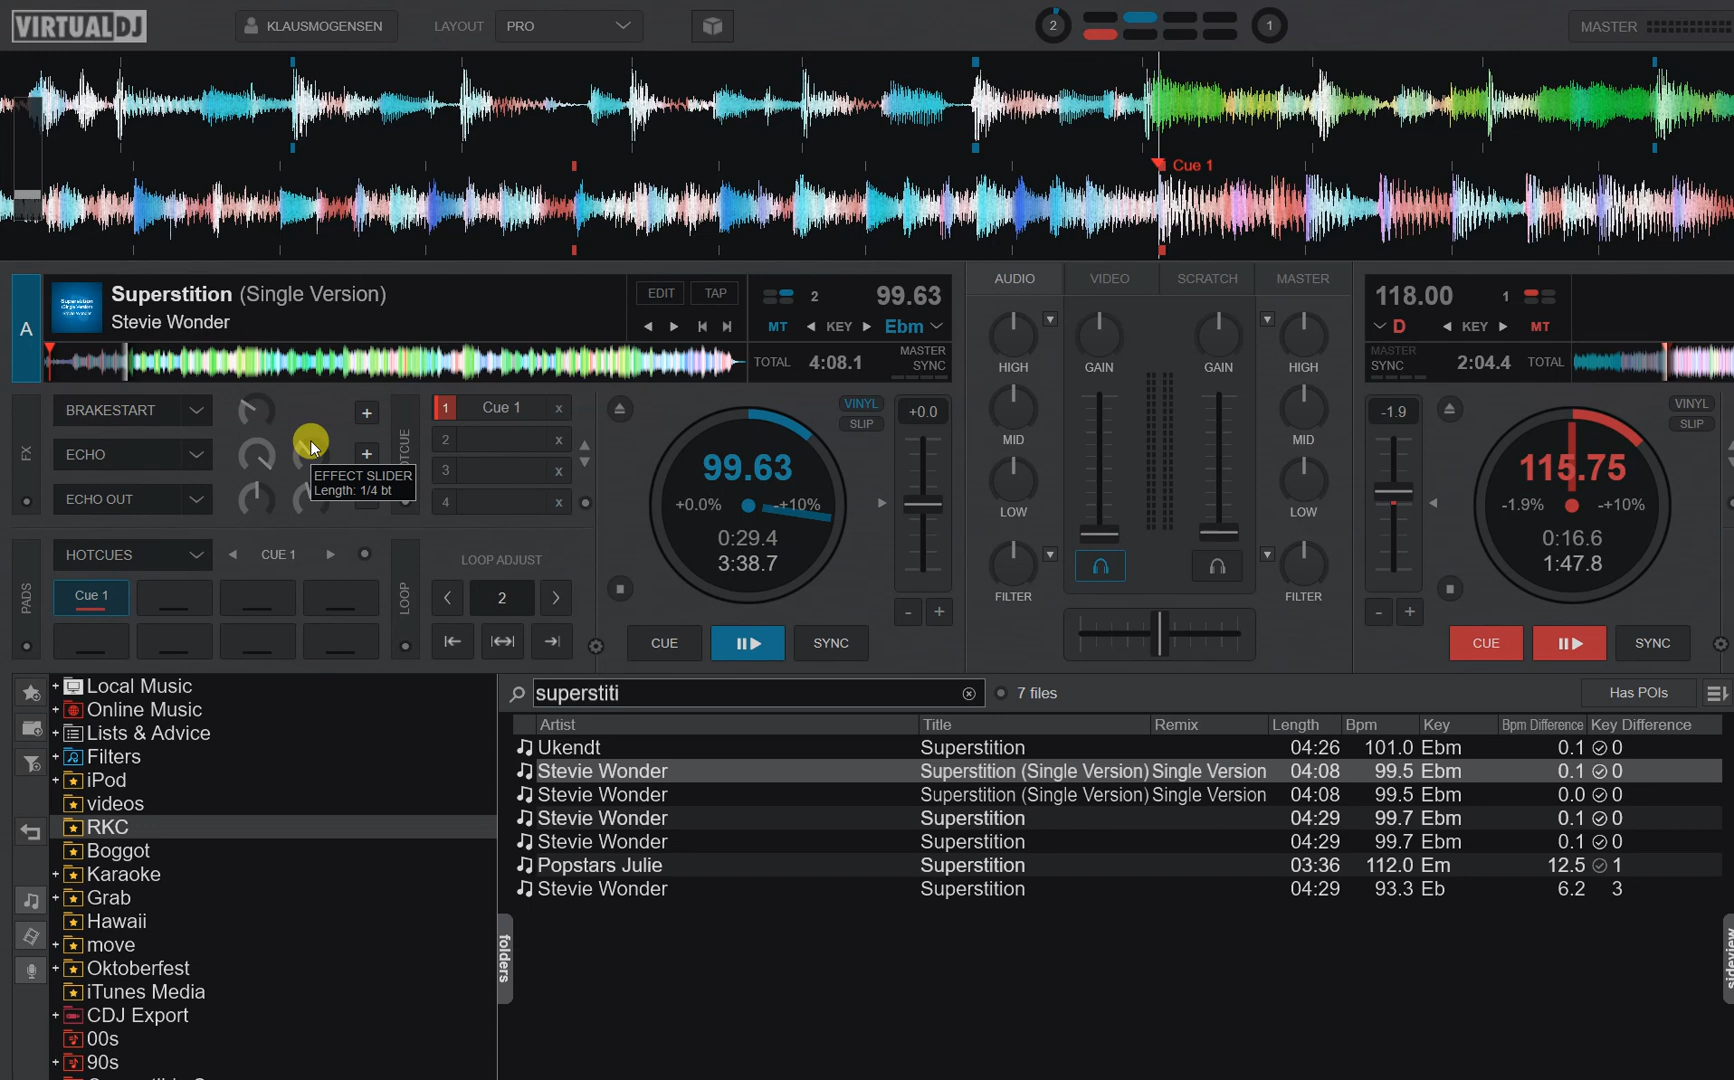 VIRTUALDJ KLAUSMOGENSEN LAYOUT PRO 2 1 MASTER
Cue 1
A Superstition (Single Version) EDIT TAP 2 99.63
Stevie Wonder MT KEY Ebm
TOTAL 4:08.1 MASTER SYNC
AUDIO VIDEO SCRATCH MASTER
HIGH GAIN GAIN HIGH
MID MID
LOW LOW
FILTER FILTER
118.00 1
D KEY MT
MASTER SYNC 2:04.4 TOTAL
FX BRAKESTART +
ECHO +
ECHO OUT
EFFECT SLIDER
Length: 1/4 bt
1 Cue 1 x
2 x
3 x
4 x
VINYL
SLIP
+0.0
99.63
+0.0% -+10%
0:29.4
3:38.7
- +
CUE SYNC
-1.9
VINYL
SLIP
115.75
-1.9% -+10%
0:16.6
1:47.8
- +
CUE SYNC
PADS HOTCUES CUE 1
Cue 1
LOOP LOOP ADJUST
< 2 >
+ Local Music
+ Online Music
+ Lists & Advice
+ Filters
+ iPod
videos
RKC
Boggot
+ Karaoke
+ Grab
Hawaii
+ move
+ Oktoberfest
iTunes Media
+ CDJ Export
00s
+ 90s
folders
superstiti 7 files Has POIs
Artist Title Remix Length Bpm Key Bpm Difference Key Difference
Ukendt Superstition 04:26 101.0 Ebm 0.1 0
Stevie Wonder Superstition (Single Version) Single Version 04:08 99.5 Ebm 0.1 0
Stevie Wonder Superstition (Single Version) Single Version 04:08 99.5 Ebm 0.0 0
Stevie Wonder Superstition 04:29 99.7 Ebm 0.1 0
Stevie Wonder Superstition 04:29 99.7 Ebm 0.1 0
Popstars Julie Superstition 03:36 112.0 Em 12.5 1
Stevie Wonder Superstition 04:29 93.3 Eb 6.2 3
sideview